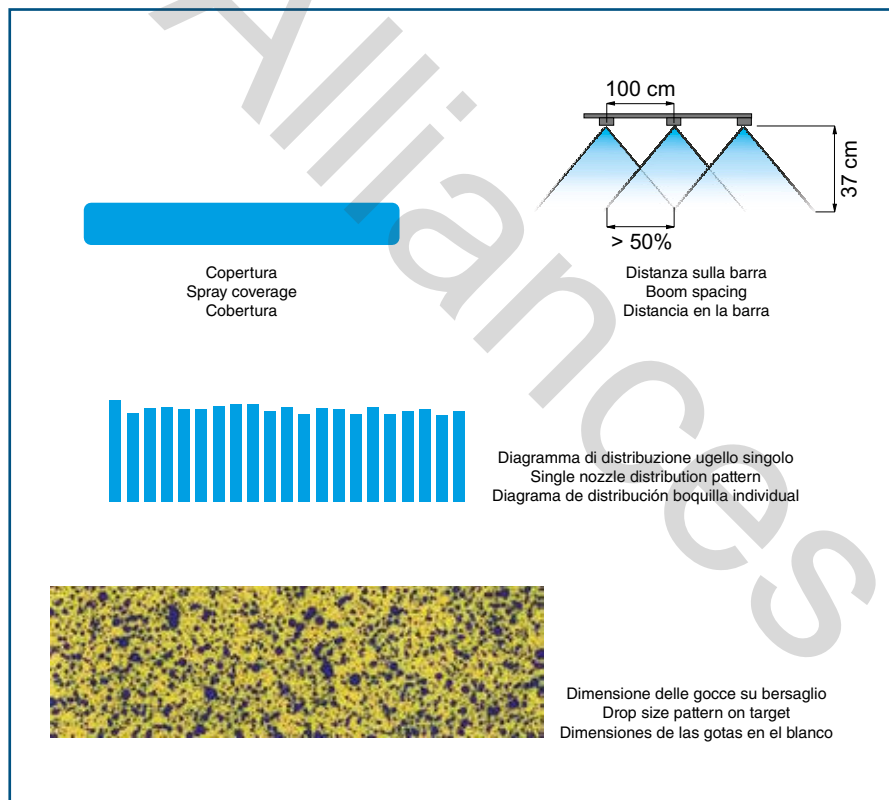 100 cm
37 cm
> 50%
Copertura
Spray coverage
Cobertura
Distanza sulla barra
Boom spacing
Distancia en la barra
Diagramma di distribuzione ugello singolo
Single nozzle distribution pattern
Diagrama de distribución boquilla individual
Dimensione delle gocce su bersaglio
Drop size pattern on target
Dimensiones de las gotas en el blanco
Alliances